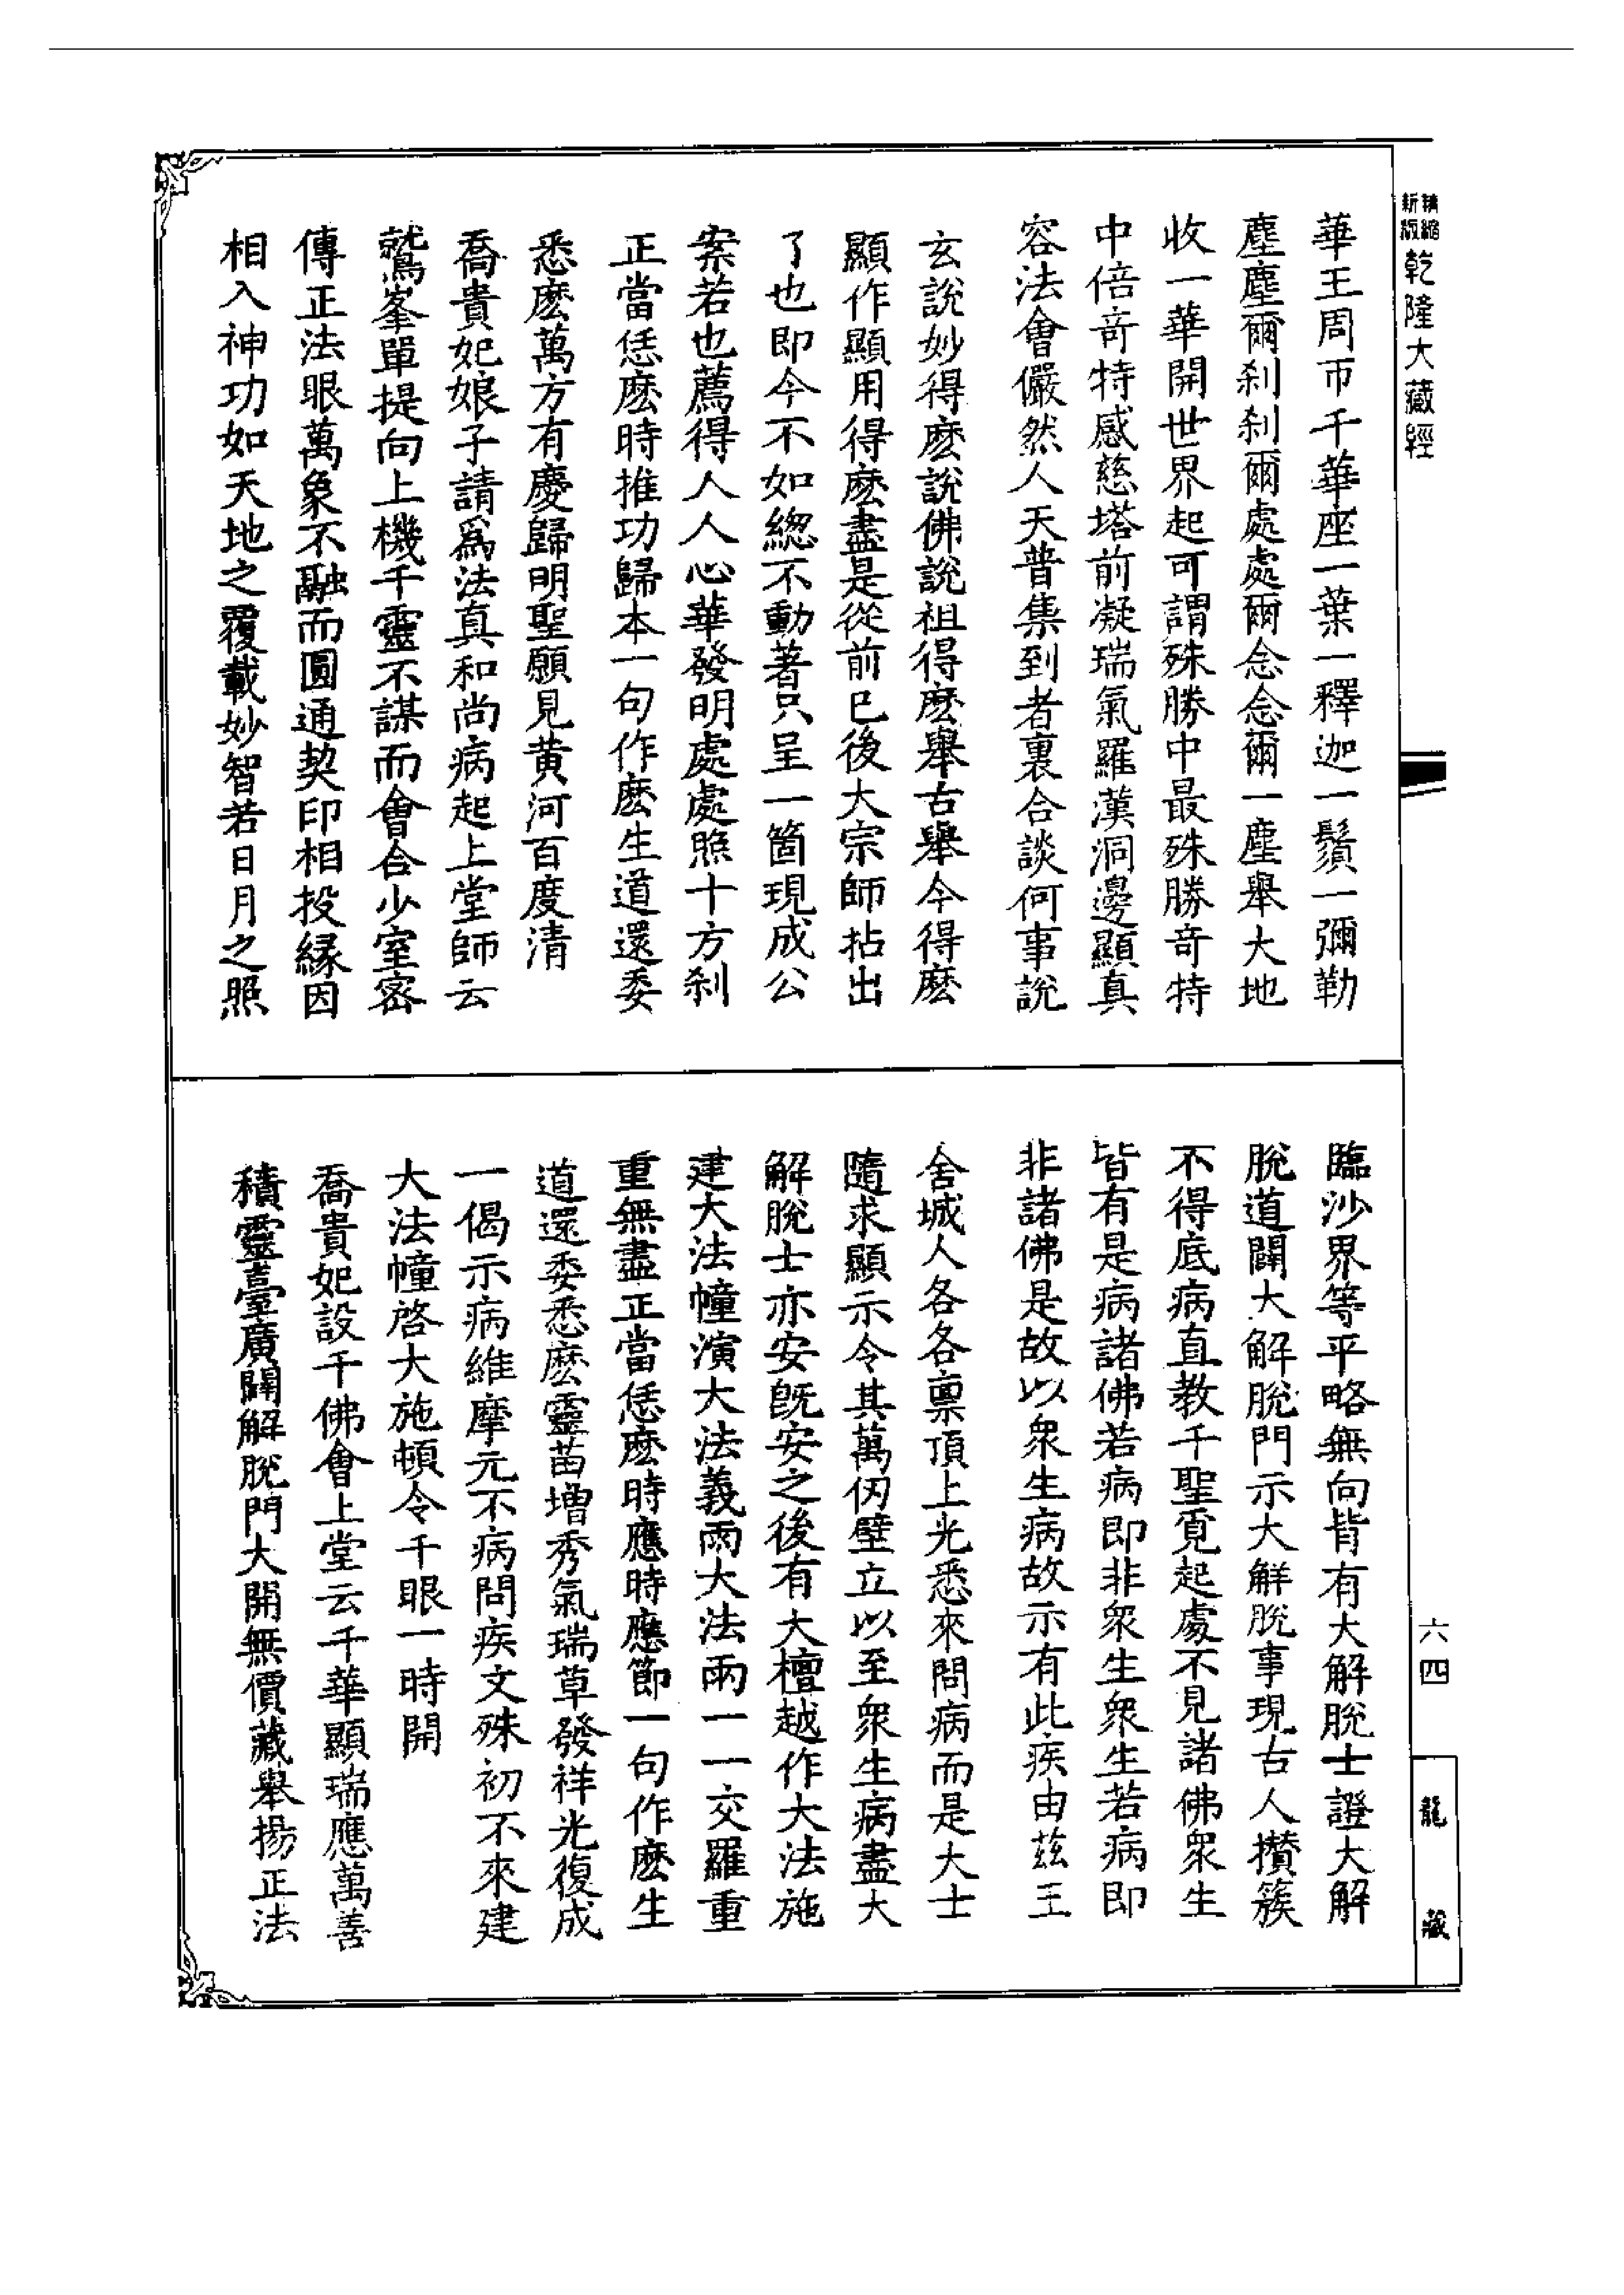 精縮新版乾隆大藏經
華王周帀千華座一葉一釋迦一鬚一彌勒
塵塵爾刹刹爾處處爾念念爾一塵舉大地
收一華開世界起可謂殊勝中最殊勝奇特
中倍奇特感慈塔前凝瑞氣羅漢洞邊顯真
容法會儼然人天普集到者裏合談何事說
玄說妙得麽說佛說祖得麽舉古舉今得麽
顯作顯用得麽盡是從前已後大宗師拈出
了也即今不如緫不動著只呈一箇現成公
案若也薦得人人心華發明處處照十方刹
正當恁麽時推功歸本一句作麽生道還委
悉麽萬方有慶歸明聖願見黄河百度清
喬貴妃娘子請爲法真和尚病起上堂師云
鷲峯單提向上機千靈不謀而會合少室密
傳正法眼萬象不融而圓通契印相投縁因
相入神功如天地之覆載妙智若日月之照
臨沙界等平略無向背有大解脫士證大解
脫道闢大解脫門示大解脫事現古人攢簇
不得底病直教千聖覔起處不見諸佛衆生
皆有是病諸佛若病即非衆生衆生若病即
非諸佛是故以衆生病故示有此疾由茲王
舍城人各各禀頂上光悉來問病而是大士
隨求顯示令其萬仞壁立以至衆生病盡大
解脫士亦安旣安之後有大檀越作大法施
建大法幢演大法義雨大法雨一一交羅重
重無盡正當恁麽時應時應節一句作麽生
道還委悉麽靈苗增秀氣瑞草發祥光復成
一偈示病維摩元不病問疾文殊初不來建
大法幢啓大施頓令千眼一時開
喬貴妃設千佛會上堂云千華顯瑞應萬善
積靈臺廣闢解脫門大開無價藏舉揚正法
六四
龍藏